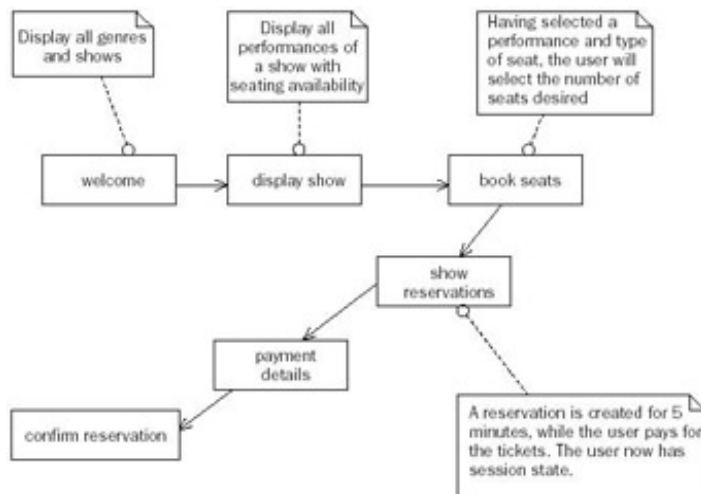 Display all genres
and shows
Display all
performances of
a show with
seating availability
Having selected a
performance and type
of seat, the user will
select the number of
seats desired
welcome
display show
book seats
show
reservations
payment
details
confirm reservation
A reservation is created for 5
minutes, while the user pays for
the tickets. The user now has
session state.